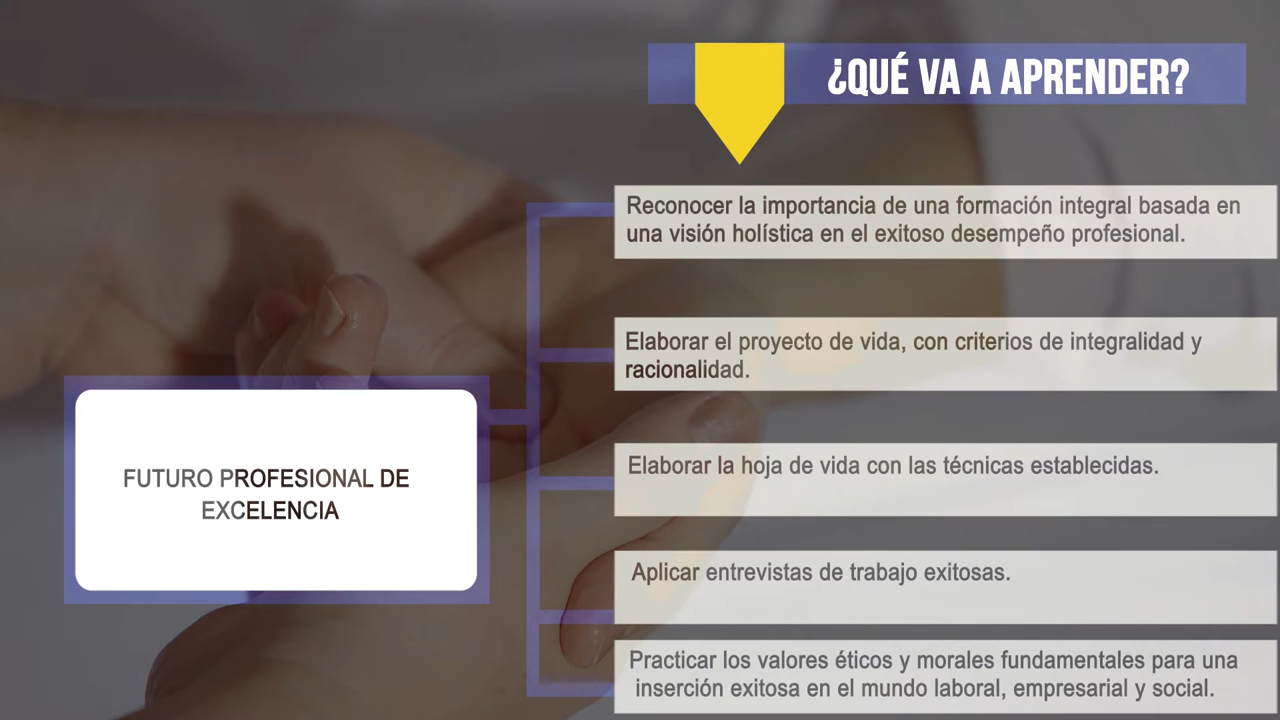 ¿QUÉ VA A APRENDER?
Reconocer la importancia de una formación integral basada en
una visión holística en el exitoso desempeño profesional.
Elaborar el proyecto de vida, con criterios de integralidad y
racionalidad.
FUTURO PROFESIONAL DE
EXCELENCIA
Elaborar la hoja de vida con las técnicas establecidas.
Aplicar entrevistas de trabajo exitosas.
Practicar los valores éticos y morales fundamentales para una
inserción exitosa en el mundo laboral, empresarial y social.